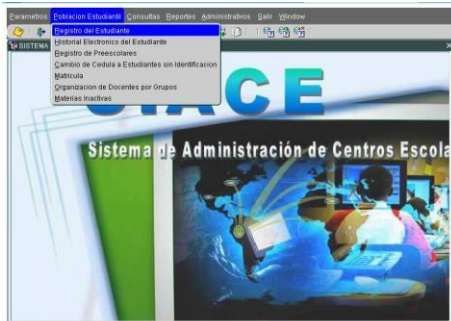 Parametros Poblacion Estudiantil Consultas Reportes Administrativos Salir Window
SISTEMA
Registro del Estudiante
Historial Electronico del Estudiante
Registro de Preescolares
Cambio de Cedula a Estudiantes sin Identificacion
Matricula
Organizacion de Docentes por Grupos
Materias Inactivas
SIACE
Sistema de Administración de Centros Escola